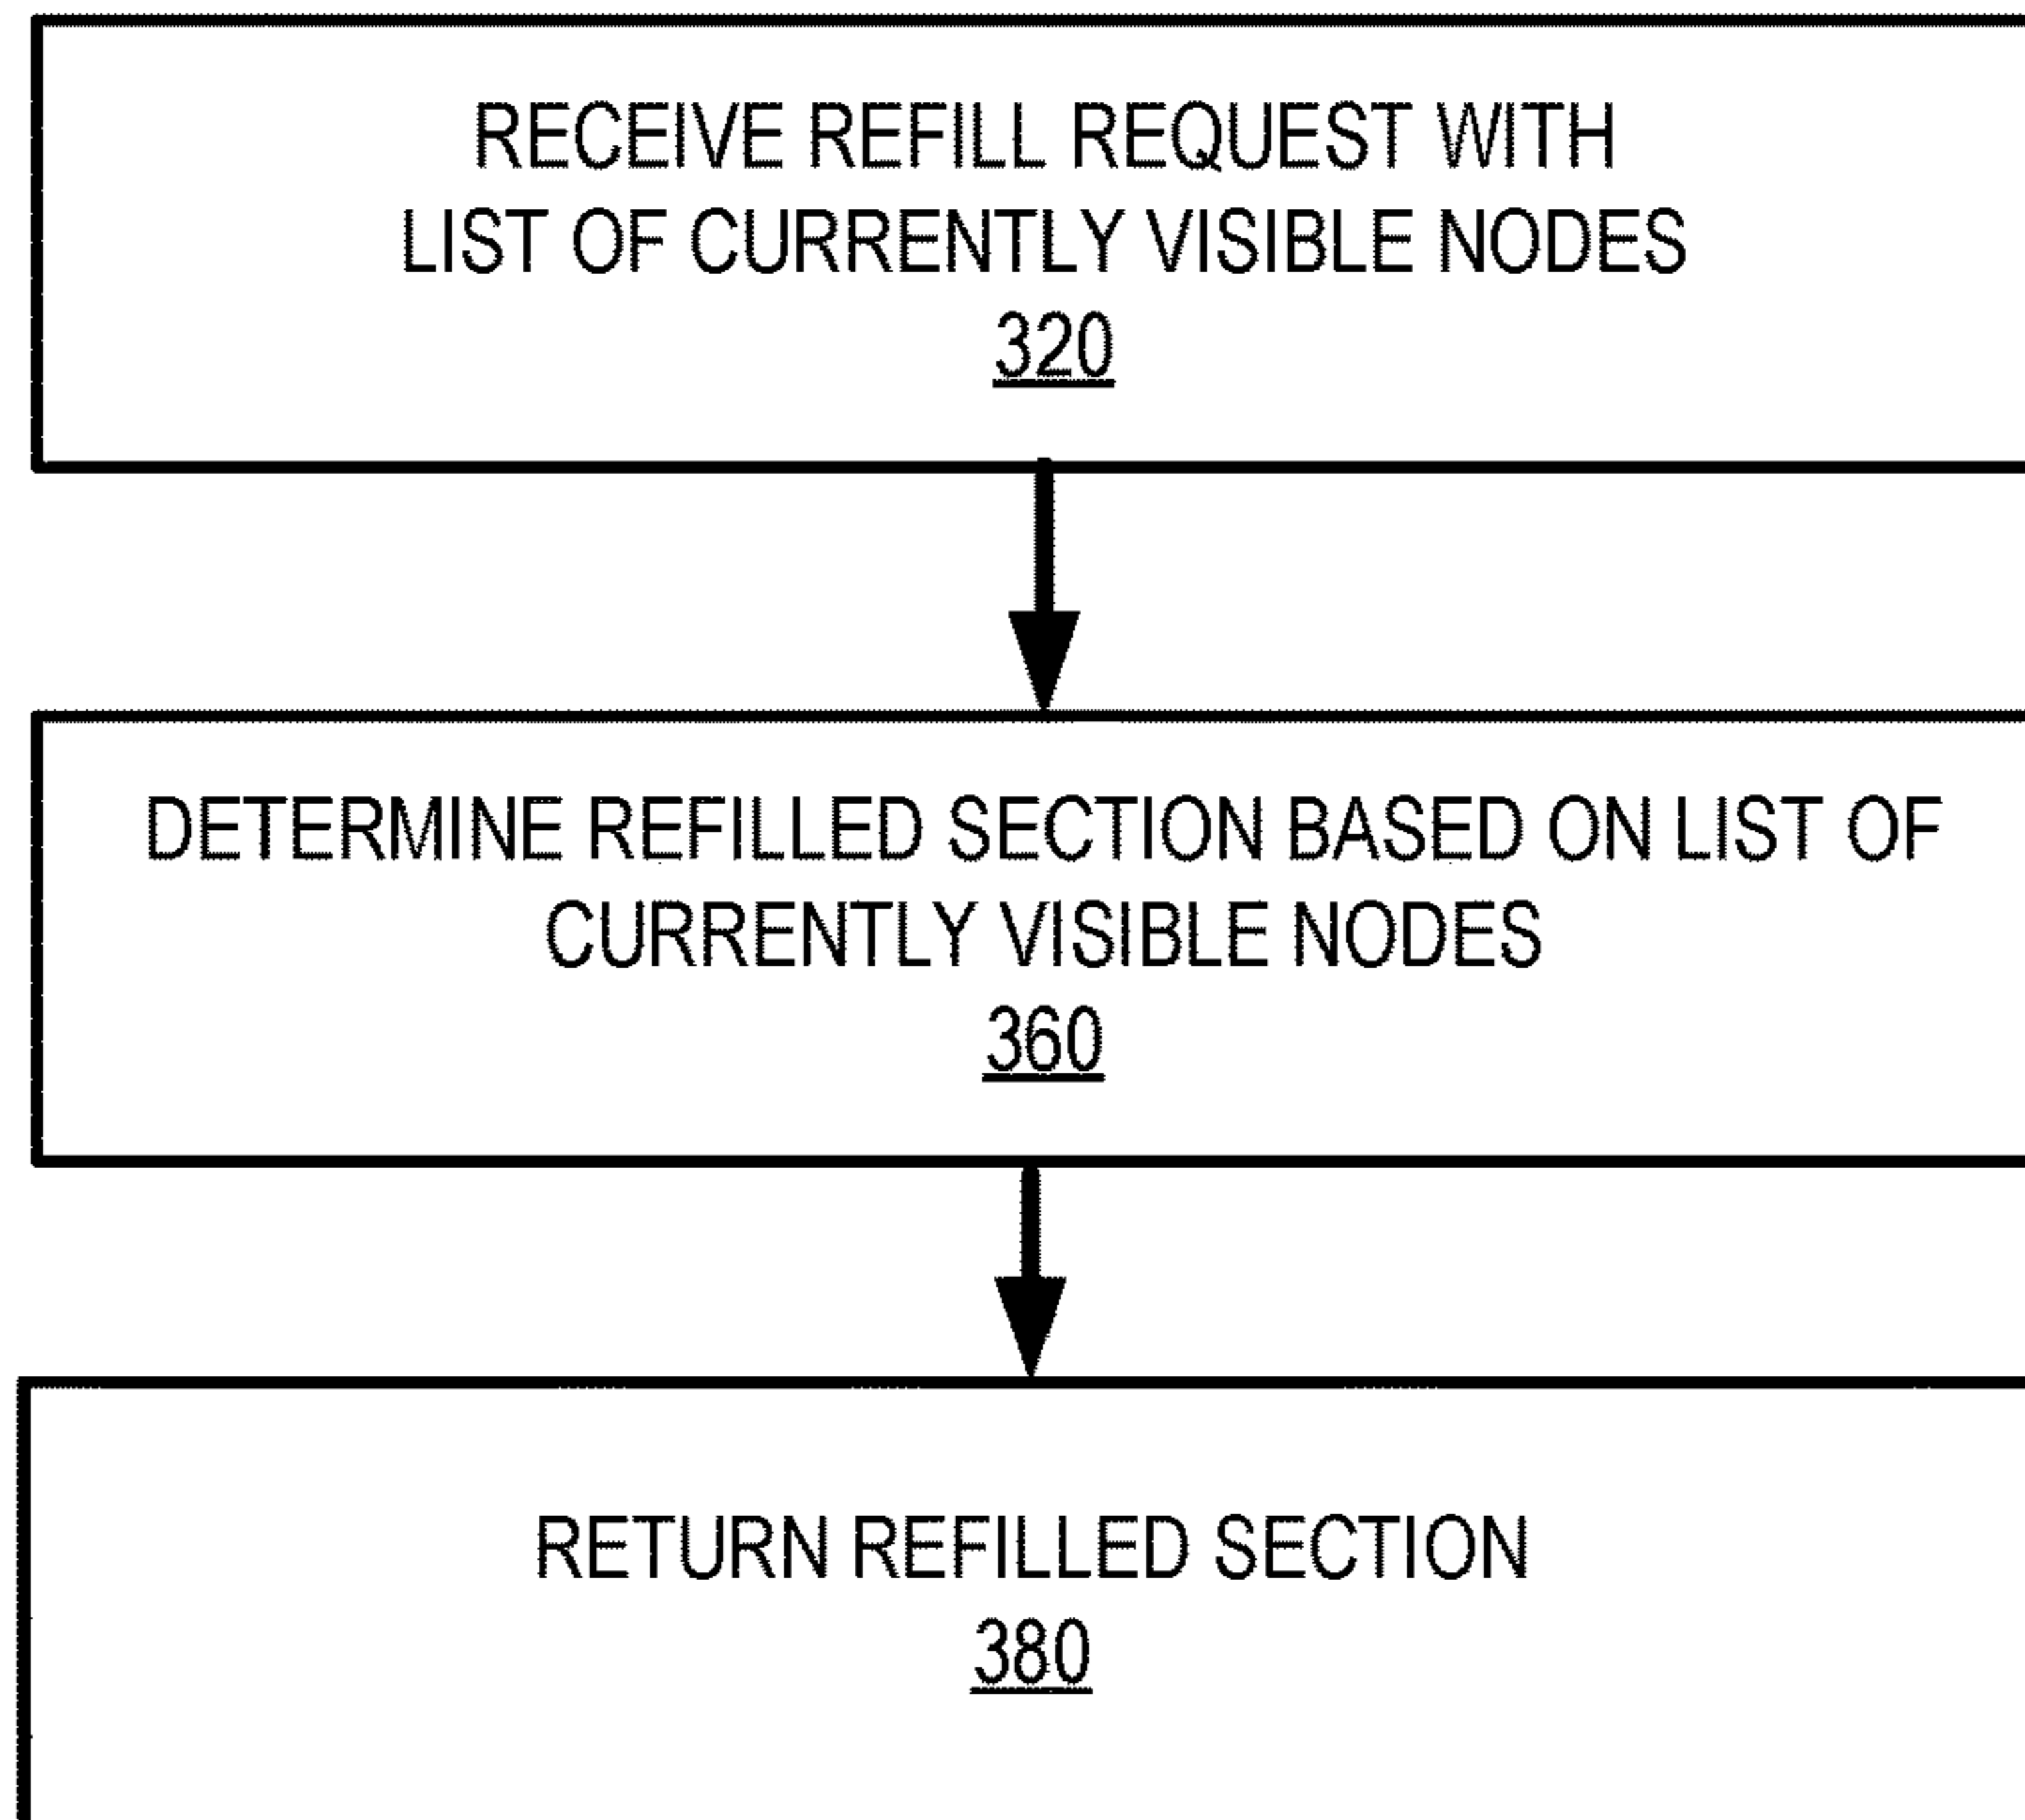 RECEIVE REFILL REQUEST WITH
LIST OF CURRENTLY VISIBLE NODES
320
DETERMINE REFILLED SECTION BASED ON LIST OF
CURRENTLY VISIBLE NODES
360
RETURN REFILLED SECTION
380